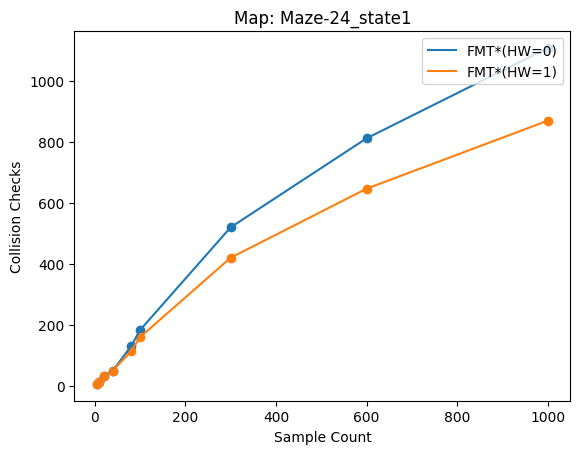 Map: Maze-24_state1
FMT*(HW=0)
FMT*(HW=1)
Collision Checks
1000
800
600
400
200
0
0 200 400 600 800 1000
Sample Count